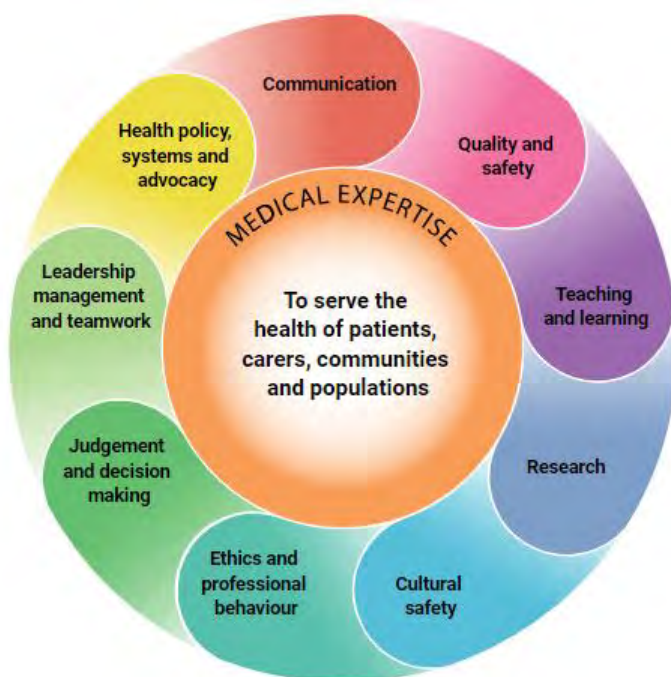 Communication
Quality and
safety
Teaching
and learning
Research
Cultural
safety
Ethics and
professional
behaviour
Judgement
and decision
making
Leadership
management
and teamwork
Health policy,
systems and
advocacy
MEDICAL EXPERTISE
To serve the
health of patients,
carers, communities
and populations